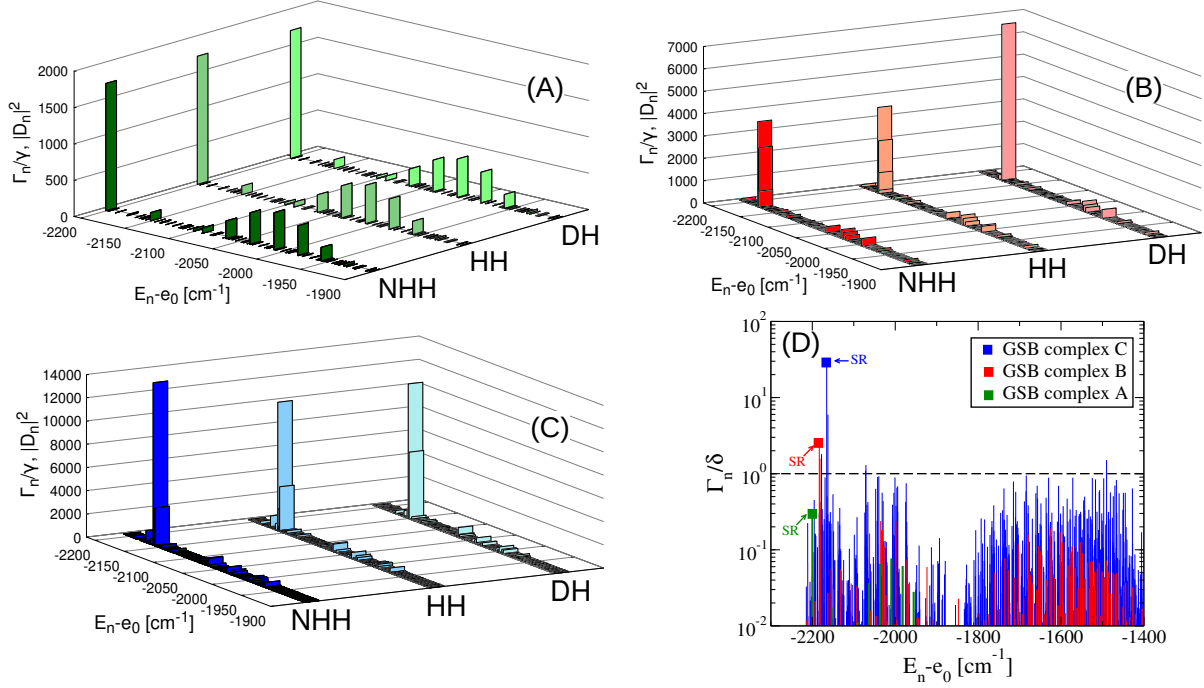 (A)
2000
1500
1000
500
0
Γn/γ, |Dn|²
-2200
-2150
-2100
-2050
-2000
-1950
-1900
En-e0 [cm⁻¹]
NHH
HH
DH
(B)
7000
6000
5000
4000
3000
2000
1000
0
Γn/γ, |Dn|²
-2200
-2150
-2100
-2050
-2000
-1950
-1900
En-e0 [cm⁻¹]
NHH
HH
DH
(C)
14000
12000
10000
8000
6000
4000
2000
0
Γn/γ, |Dn|²
-2200
-2150
-2100
-2050
-2000
-1950
-1900
En-e0 [cm⁻¹]
NHH
HH
DH
(D)
SR
SR
SR
GSB complex C
GSB complex B
GSB complex A
10²
10¹
10⁰
10⁻¹
10⁻²
Γn/δ
-2200 -2000 -1800 -1600 -1400
En-e0 [cm⁻¹]